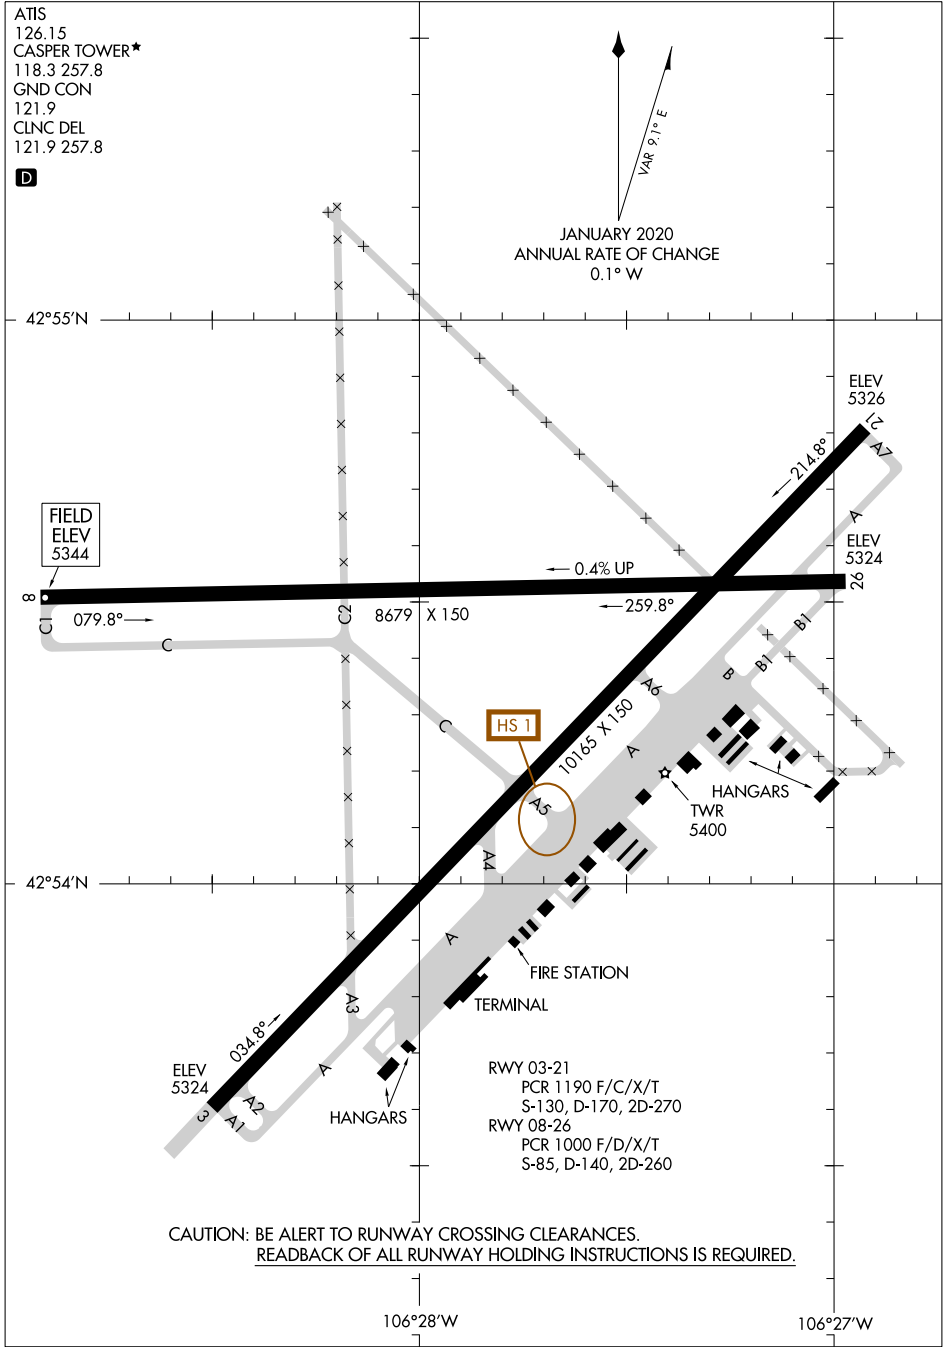 ATIS
126.15
CASPER TOWER★
118.3 257.8
GND CON
121.9
CLNC DEL
121.9 257.8
D
VAR 9.1° E
JANUARY 2020
ANNUAL RATE OF CHANGE
0.1° W
42°55'N
ELEV
5326
21
A7
214.8°
A
FIELD
ELEV
5344
ELEV
5324
26
8
0.4% UP
259.8°
079.8°
8679 X 150
C1
C2
C
B1
B1
B
A6
C
HS 1
10165 X 150
A
A5
HANGARS
TWR
5400
A4
42°54'N
A
FIRE STATION
TERMINAL
A3
034.8°
A
ELEV
5324
3
A2
A1
HANGARS
RWY 03-21
PCR 1190 F/C/X/T
S-130, D-170, 2D-270
RWY 08-26
PCR 1000 F/D/X/T
S-85, D-140, 2D-260
CAUTION: BE ALERT TO RUNWAY CROSSING CLEARANCES.
READBACK OF ALL RUNWAY HOLDING INSTRUCTIONS IS REQUIRED.
106°28'W
106°27'W